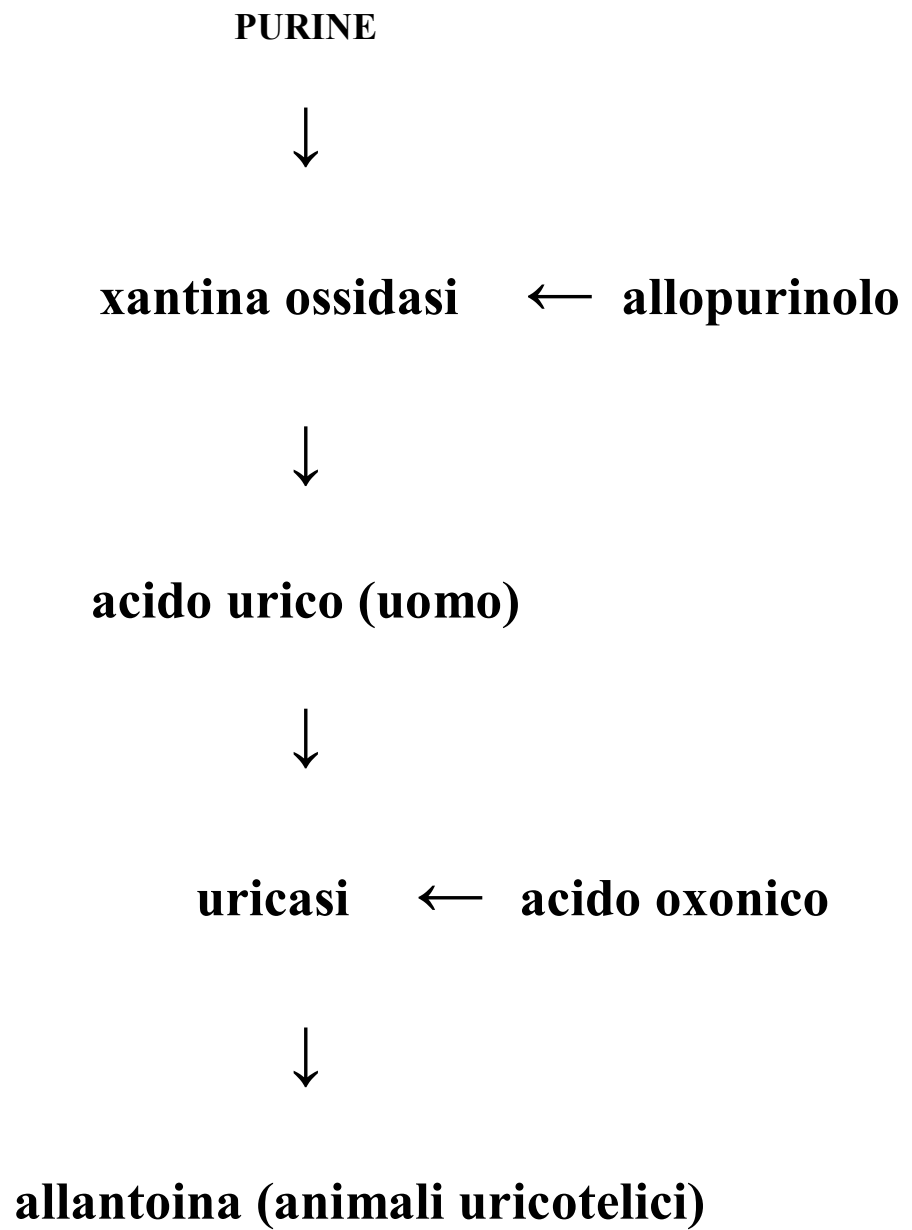 PURINE
↓
xantina ossidasi ← allopurinolo
↓
acido urico (uomo)
↓
uricasi ← acido oxonico
↓
allantoina (animali uricotelici)